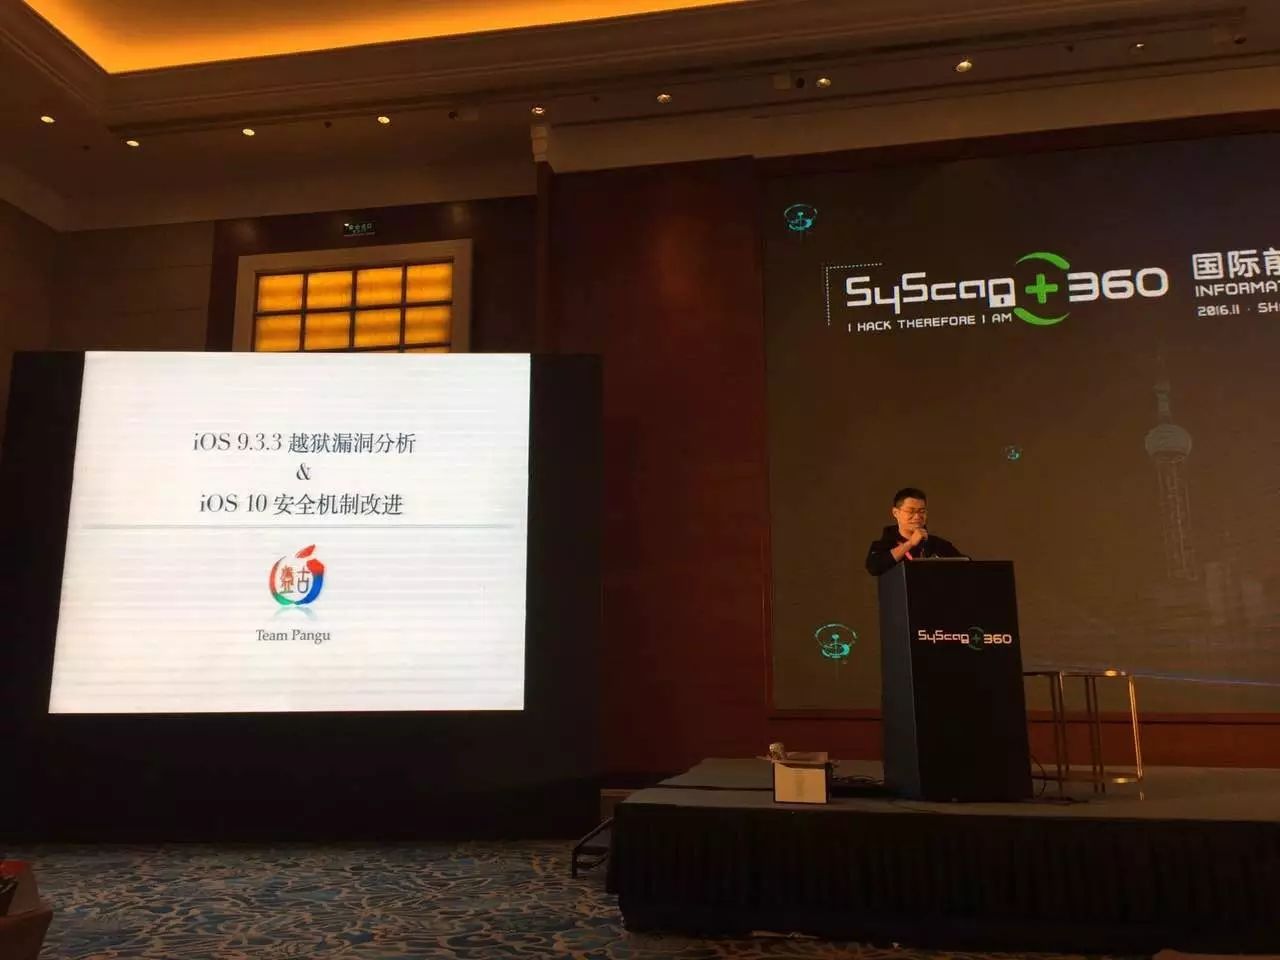 SyScan+360
国际前
I HACK THEREFORE I AM
INFORMAT
2016.11 · SH
iOS 9.3.3 越狱漏洞分析
&
iOS 10 安全机制改进
盘古
Team Pangu
SyScan+360